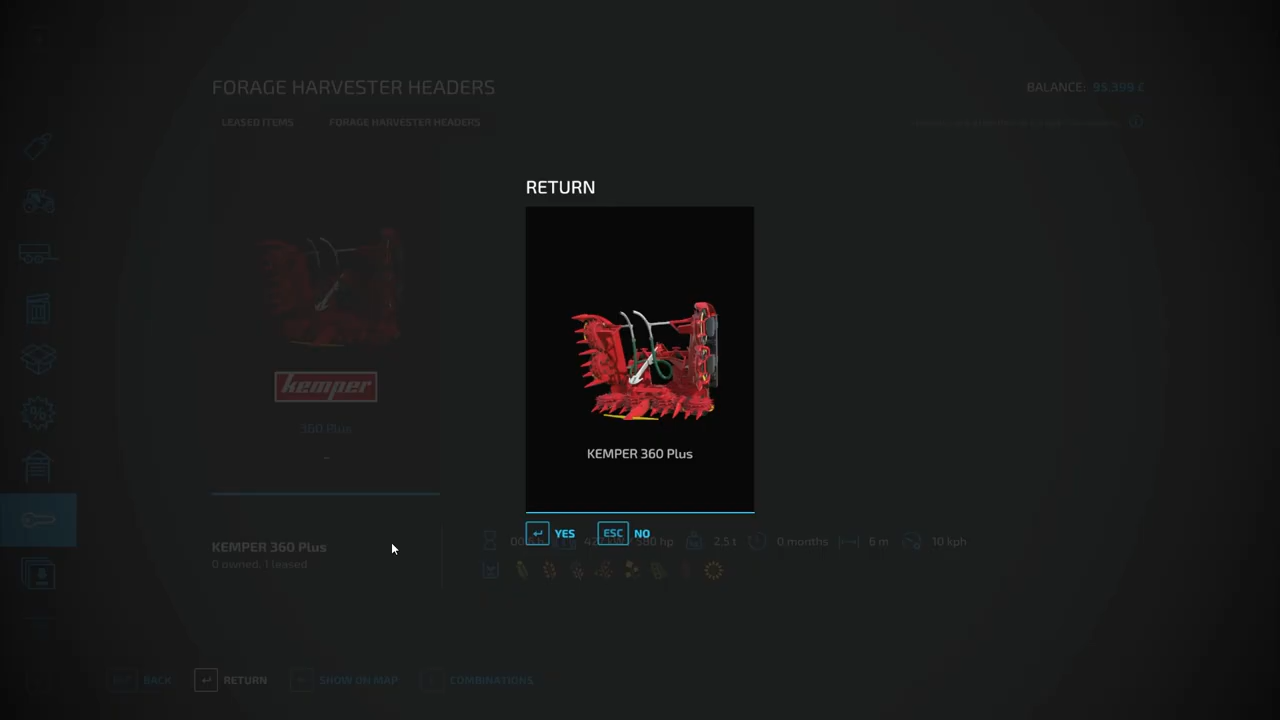 FORAGE HARVESTER HEADERS
BALANCE: 95.399 €
LEASED ITEMS FORAGE HARVESTER HEADERS
RETURN
kemper
360 Plus
KEMPER 360 Plus
YES ESC NO
KEMPER 360 Plus
0 owned, 1 leased
2.5 t 0 months 6 m 10 kph
BACK RETURN SHOW ON MAP COMBINATIONS